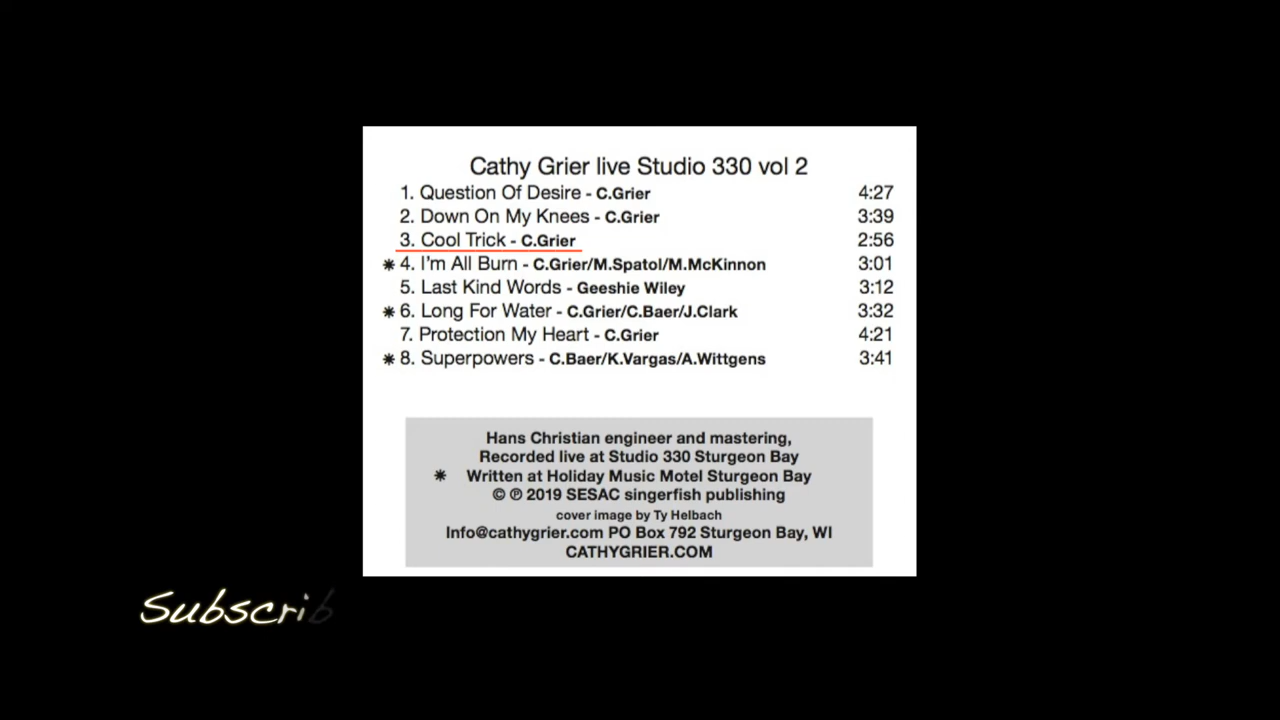 Cathy Grier live Studio 330 vol 2
1. Question Of Desire - C.Grier 4:27
2. Down On My Knees - C.Grier 3:39
3. Cool Trick - C.Grier 2:56
✷ 4. I'm All Burn - C.Grier/M.Spatol/M.McKinnon 3:01
5. Last Kind Words - Geeshie Wiley 3:12
✷ 6. Long For Water - C.Grier/C.Baer/J.Clark 3:32
7. Protection My Heart - C.Grier 4:21
✷ 8. Superpowers - C.Baer/K.Vargas/A.Wittgens 3:41
Hans Christian engineer and mastering,
Recorded live at Studio 330 Sturgeon Bay
✷ Written at Holiday Music Motel Sturgeon Bay
© ℗ 2019 SESAC singerfish publishing
cover image by Ty Helbach
Info@cathygrier.com PO Box 792 Sturgeon Bay, WI
CATHYGRIER.COM
Subscrib